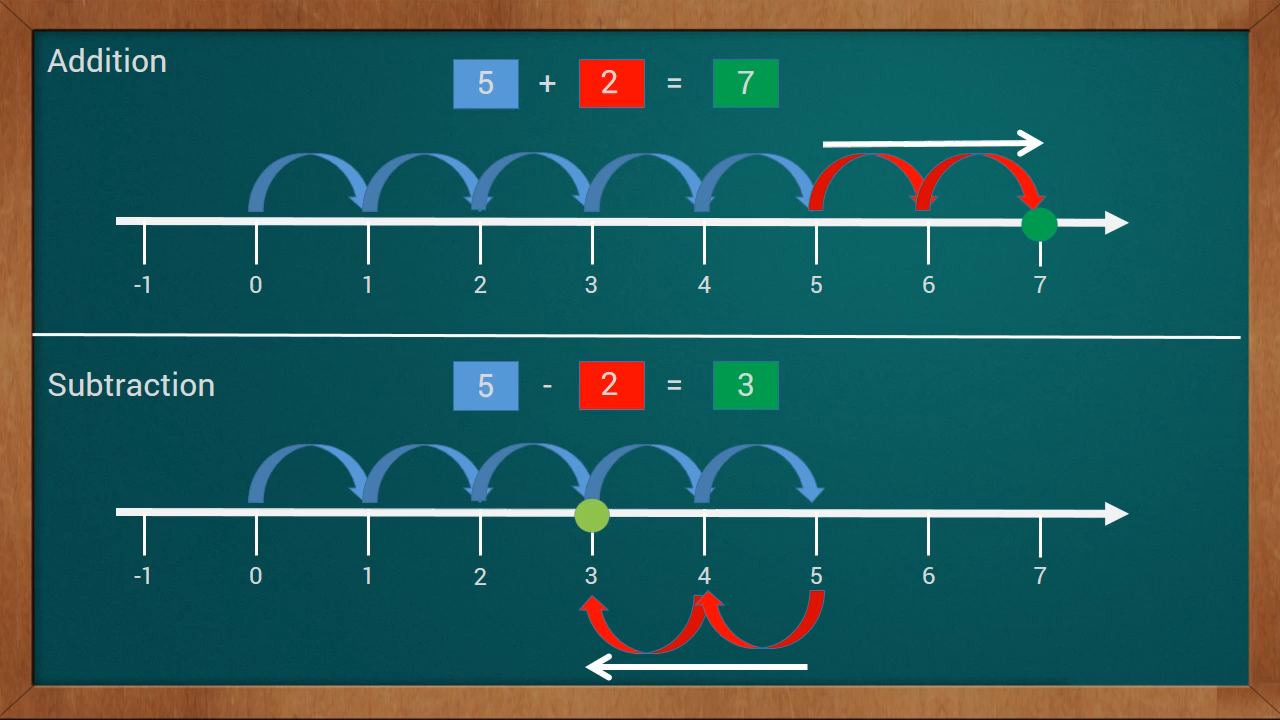 Addition
5 + 2 = 7
-1 0 1 2 3 4 5 6 7
Subtraction
5 - 2 = 3
-1 0 1 2 3 4 5 6 7